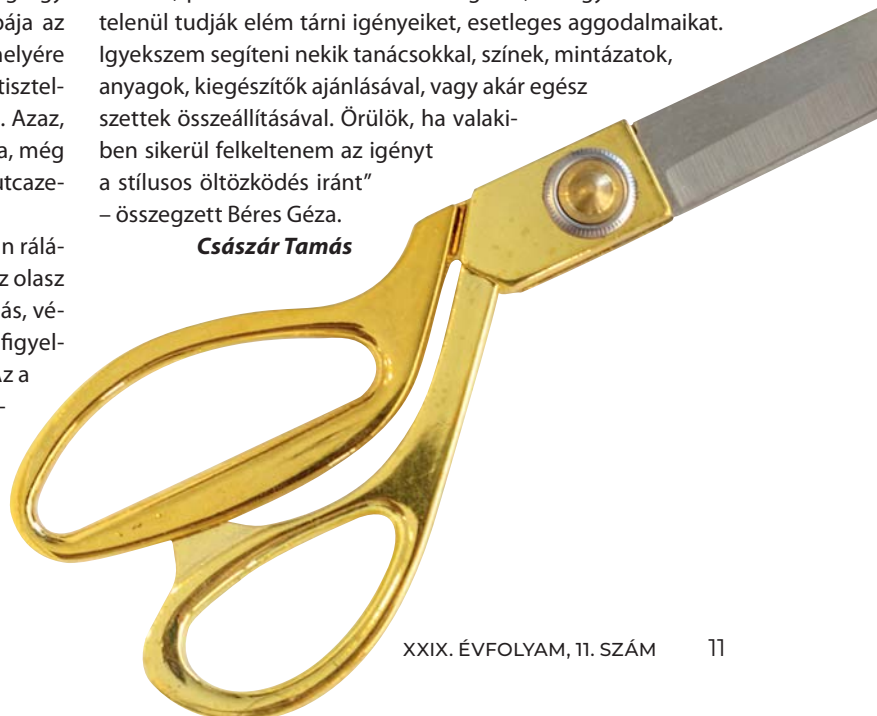 pája az
helyére
tisztel-
. Azaz,
a, még
utcaze-
n rálá-
z olasz
ás, vé-
figyel-
Az a
-
telenül tudják elém tárni igényeiket, esetleges aggodalmaikat.
Igyekszem segíteni nekik tanácsokkal, színek, mintázatok,
anyagok, kiegészítők ajánlásával, vagy akár egész
szettek összeállításával. Örülök, ha valaki-
ben sikerül felkeltenem az igényt
a stílusos öltözködés iránt”
– összegzett Béres Géza.
Császár Tamás
XXIX. ÉVFOLYAM, 11. SZÁM 11